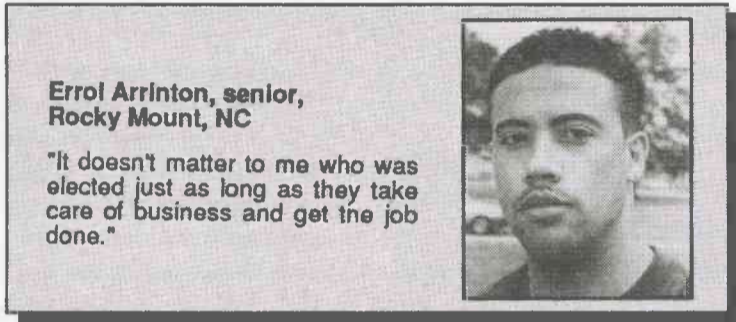 Errol Arrinton, senior,
Rocky Mount, NC
"It doesn't matter to me who was
elected just as long as they take
care of business and get the job
done."